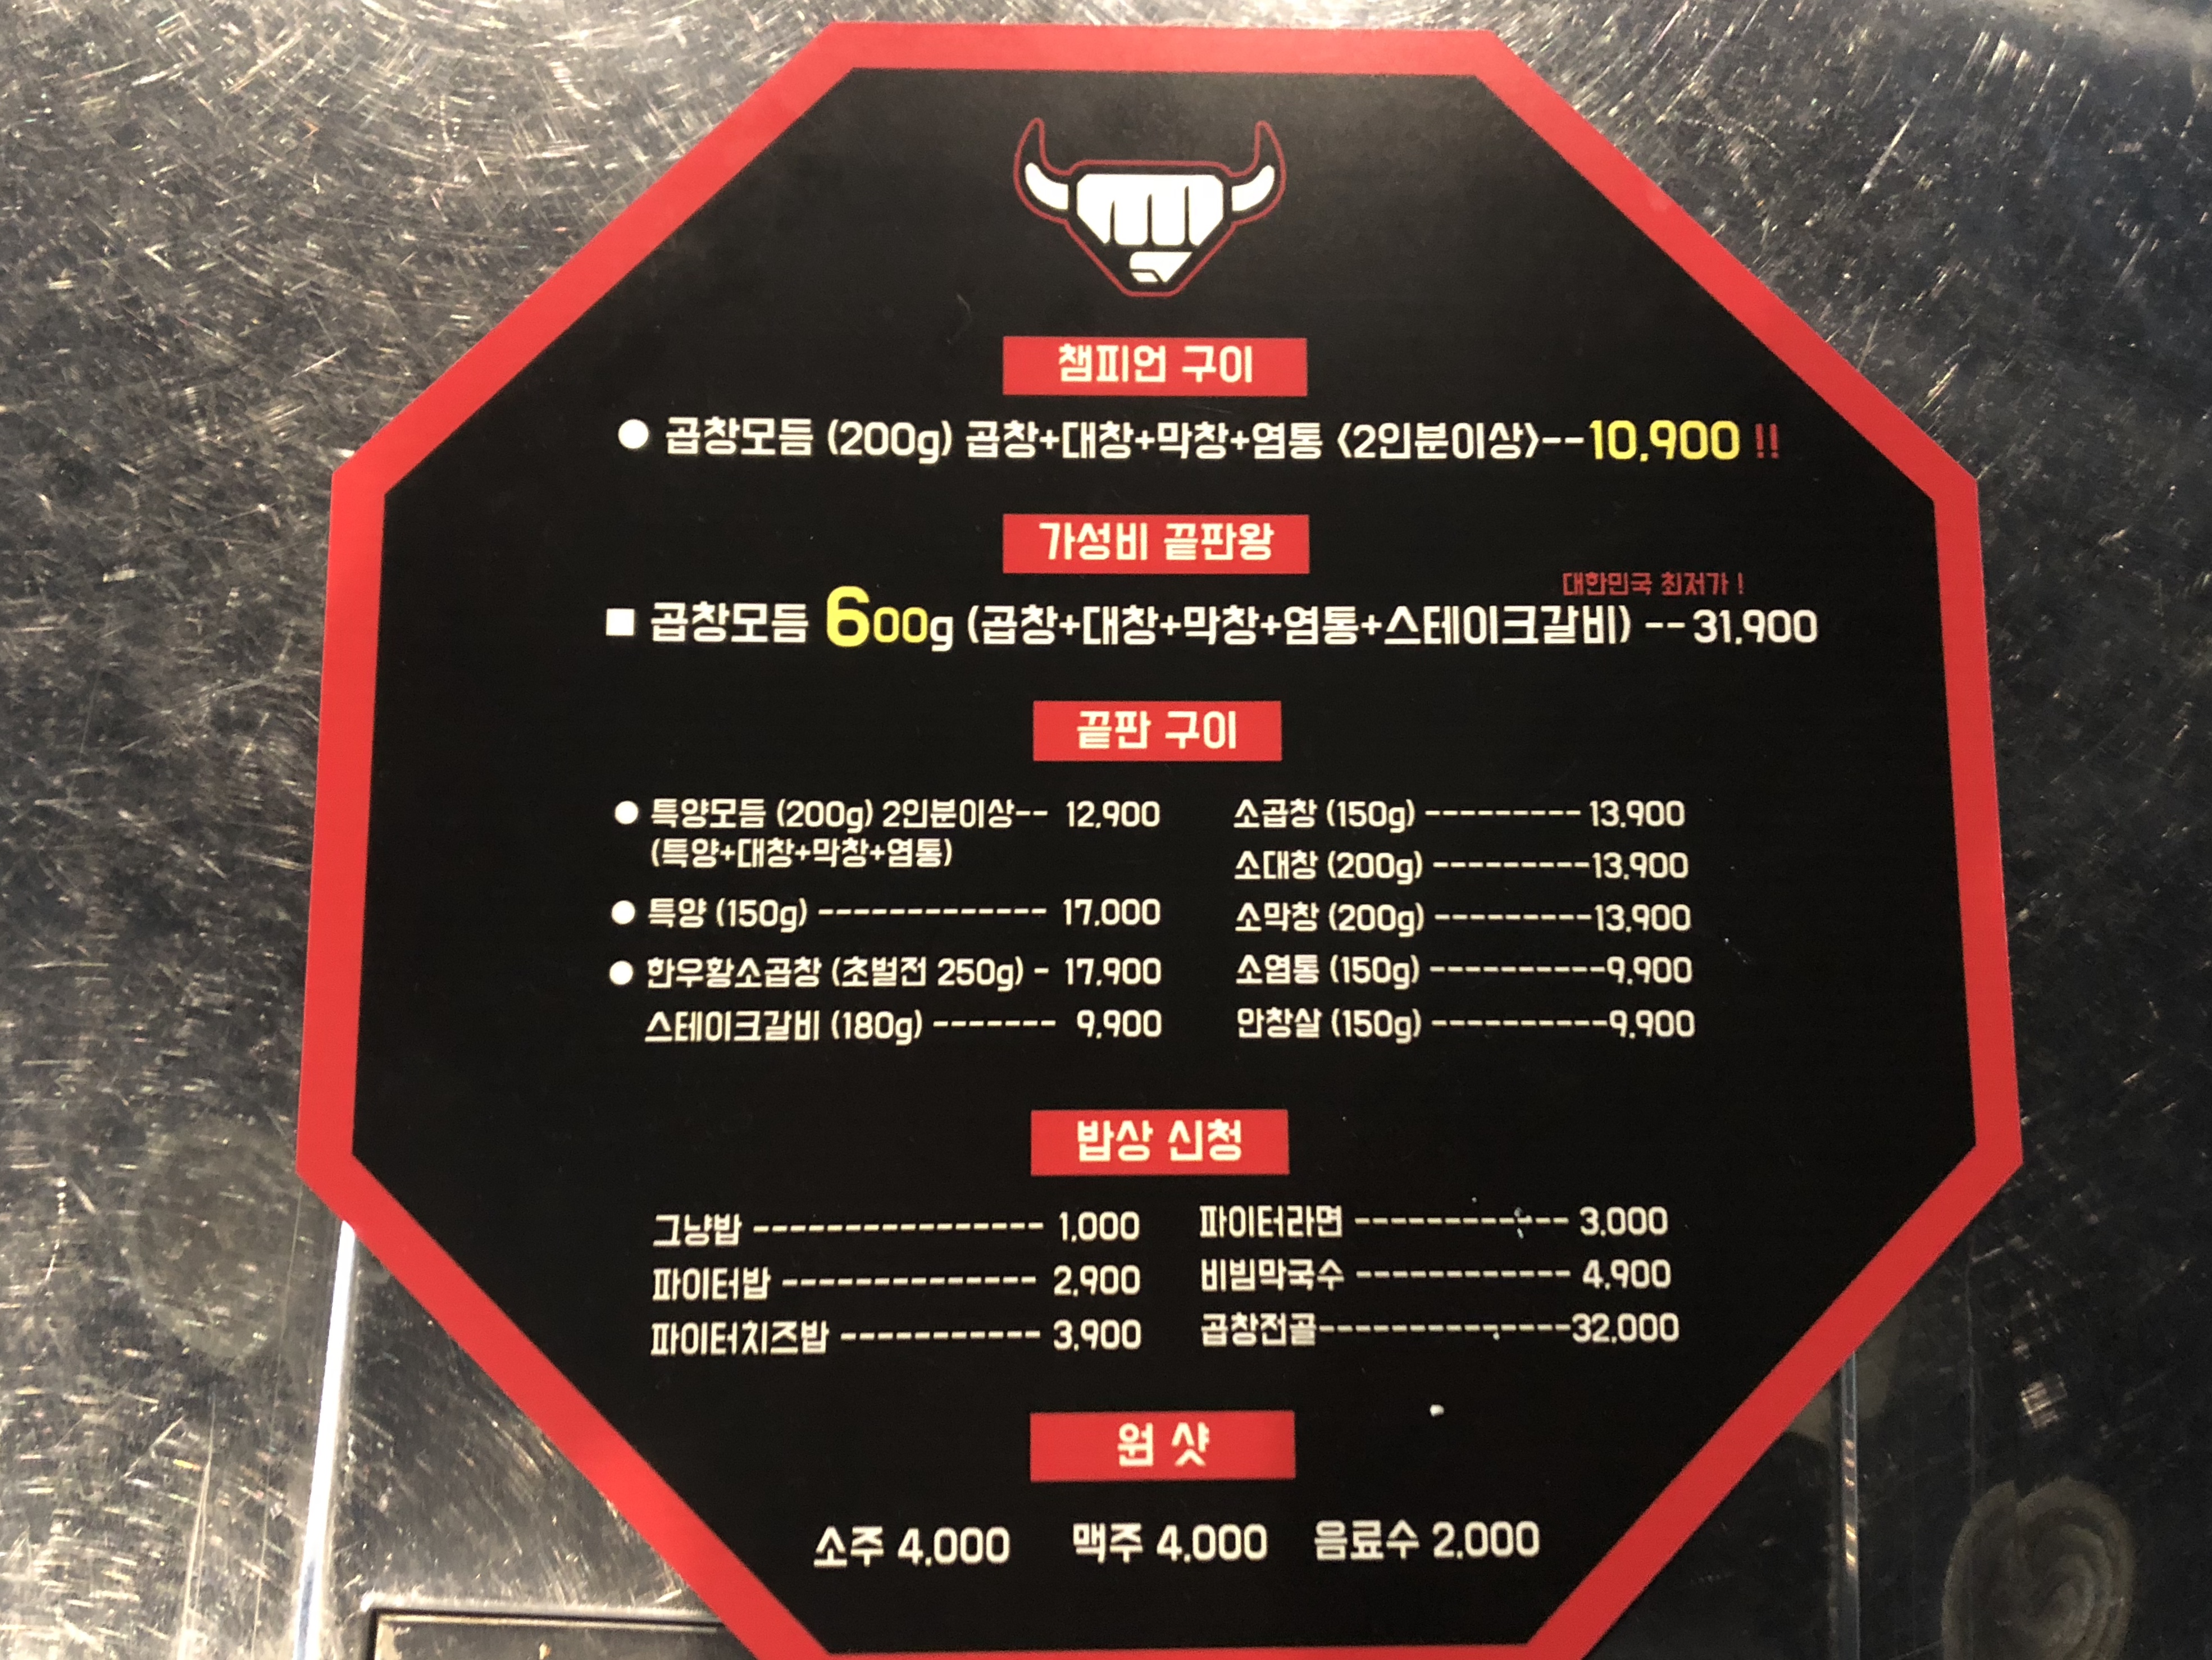 챔피언 구이
● 곱창모듬 (200g) 곱창+대창+막창+염통 <2인분이상>--10,900 !!
가성비 끝판왕
대한민국 최저가 !
■ 곱창모듬 600g (곱창+대창+막창+염통+스테이크갈비) -- 31,900
끝판 구이
● 특양모듬 (200g) 2인분이상-- 12,900
(특양+대창+막창+염통)
● 특양 (150g) ------------- 17,000
● 한우황소곱창 (초벌전 250g) - 17,900
스테이크갈비 (180g) ------- 9,900
소곱창 (150g) --------- 13,900
소대창 (200g) ---------13,900
소막창 (200g) ---------13,900
소염통 (150g) ----------9,900
안창살 (150g) ----------9,900
밥상 신청
그냥밥 ---------------- 1,000
파이터밥 -------------- 2,900
파이터치즈밥 ----------- 3,900
파이터라면 ------------ 3,000
비빔막국수 ------------ 4,900
곱창전골--------------32,000
원 샷
소주 4,000 맥주 4,000 음료수 2,000